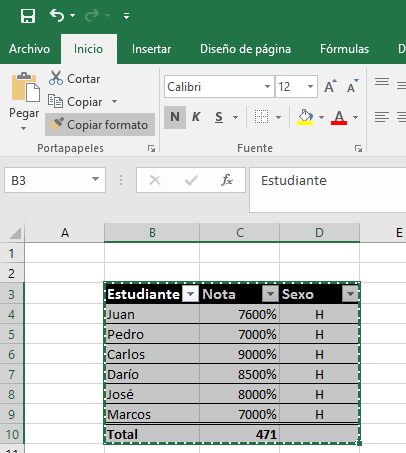 Archivo Inicio Insertar Diseño de página Fórmulas D
Pegar
Cortar
Copiar
Copiar formato
Portapapeles
Calibri 12 A A
N K S A
Fuente
B3 fx Estudiante
A B C D E
1
2
3 Estudiante Nota Sexo
4 Juan 7600% H
5 Pedro 7000% H
6 Carlos 9000% H
7 Darío 8500% H
8 José 8000% H
9 Marcos 7000% H
10 Total 471